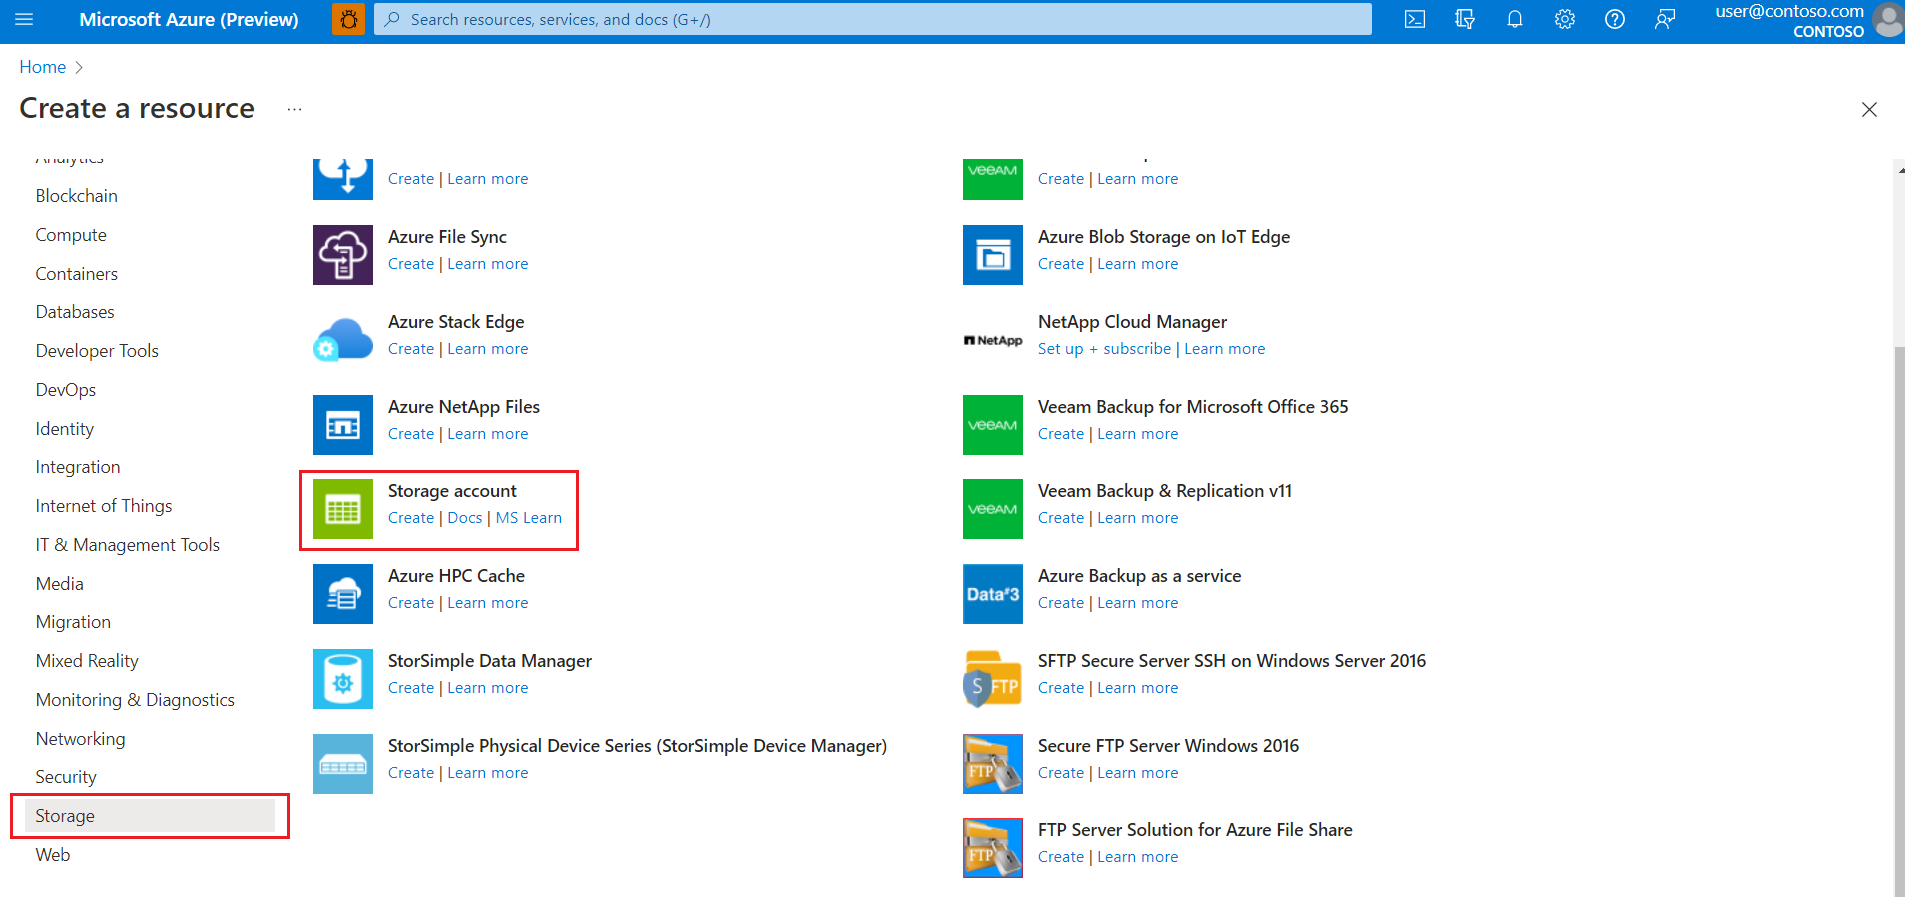 Microsoft Azure (Preview)
Search resources, services, and docs (G+/)
user@contoso.com
CONTOSO
Home
Create a resource
...
Analytics
Blockchain
Compute
Containers
Databases
Developer Tools
DevOps
Identity
Integration
Internet of Things
IT & Management Tools
Media
Migration
Mixed Reality
Monitoring & Diagnostics
Networking
Security
Storage
Web
Create | Learn more
Azure File Sync
Create | Learn more
Azure Stack Edge
Create | Learn more
Azure NetApp Files
Create | Learn more
Storage account
Create | Docs | MS Learn
Azure HPC Cache
Create | Learn more
StorSimple Data Manager
Create | Learn more
StorSimple Physical Device Series (StorSimple Device Manager)
Create | Learn more
veeAM
Create | Learn more
Azure Blob Storage on IoT Edge
Create | Learn more
NetApp
NetApp Cloud Manager
Set up + subscribe | Learn more
veeAM
Veeam Backup for Microsoft Office 365
Create | Learn more
veeAM
Veeam Backup & Replication v11
Create | Learn more
Data#3
Azure Backup as a service
Create | Learn more
SFTP
SFTP Secure Server SSH on Windows Server 2016
Create | Learn more
FTP
Secure FTP Server Windows 2016
Create | Learn more
FTP
FTP Server Solution for Azure File Share
Create | Learn more